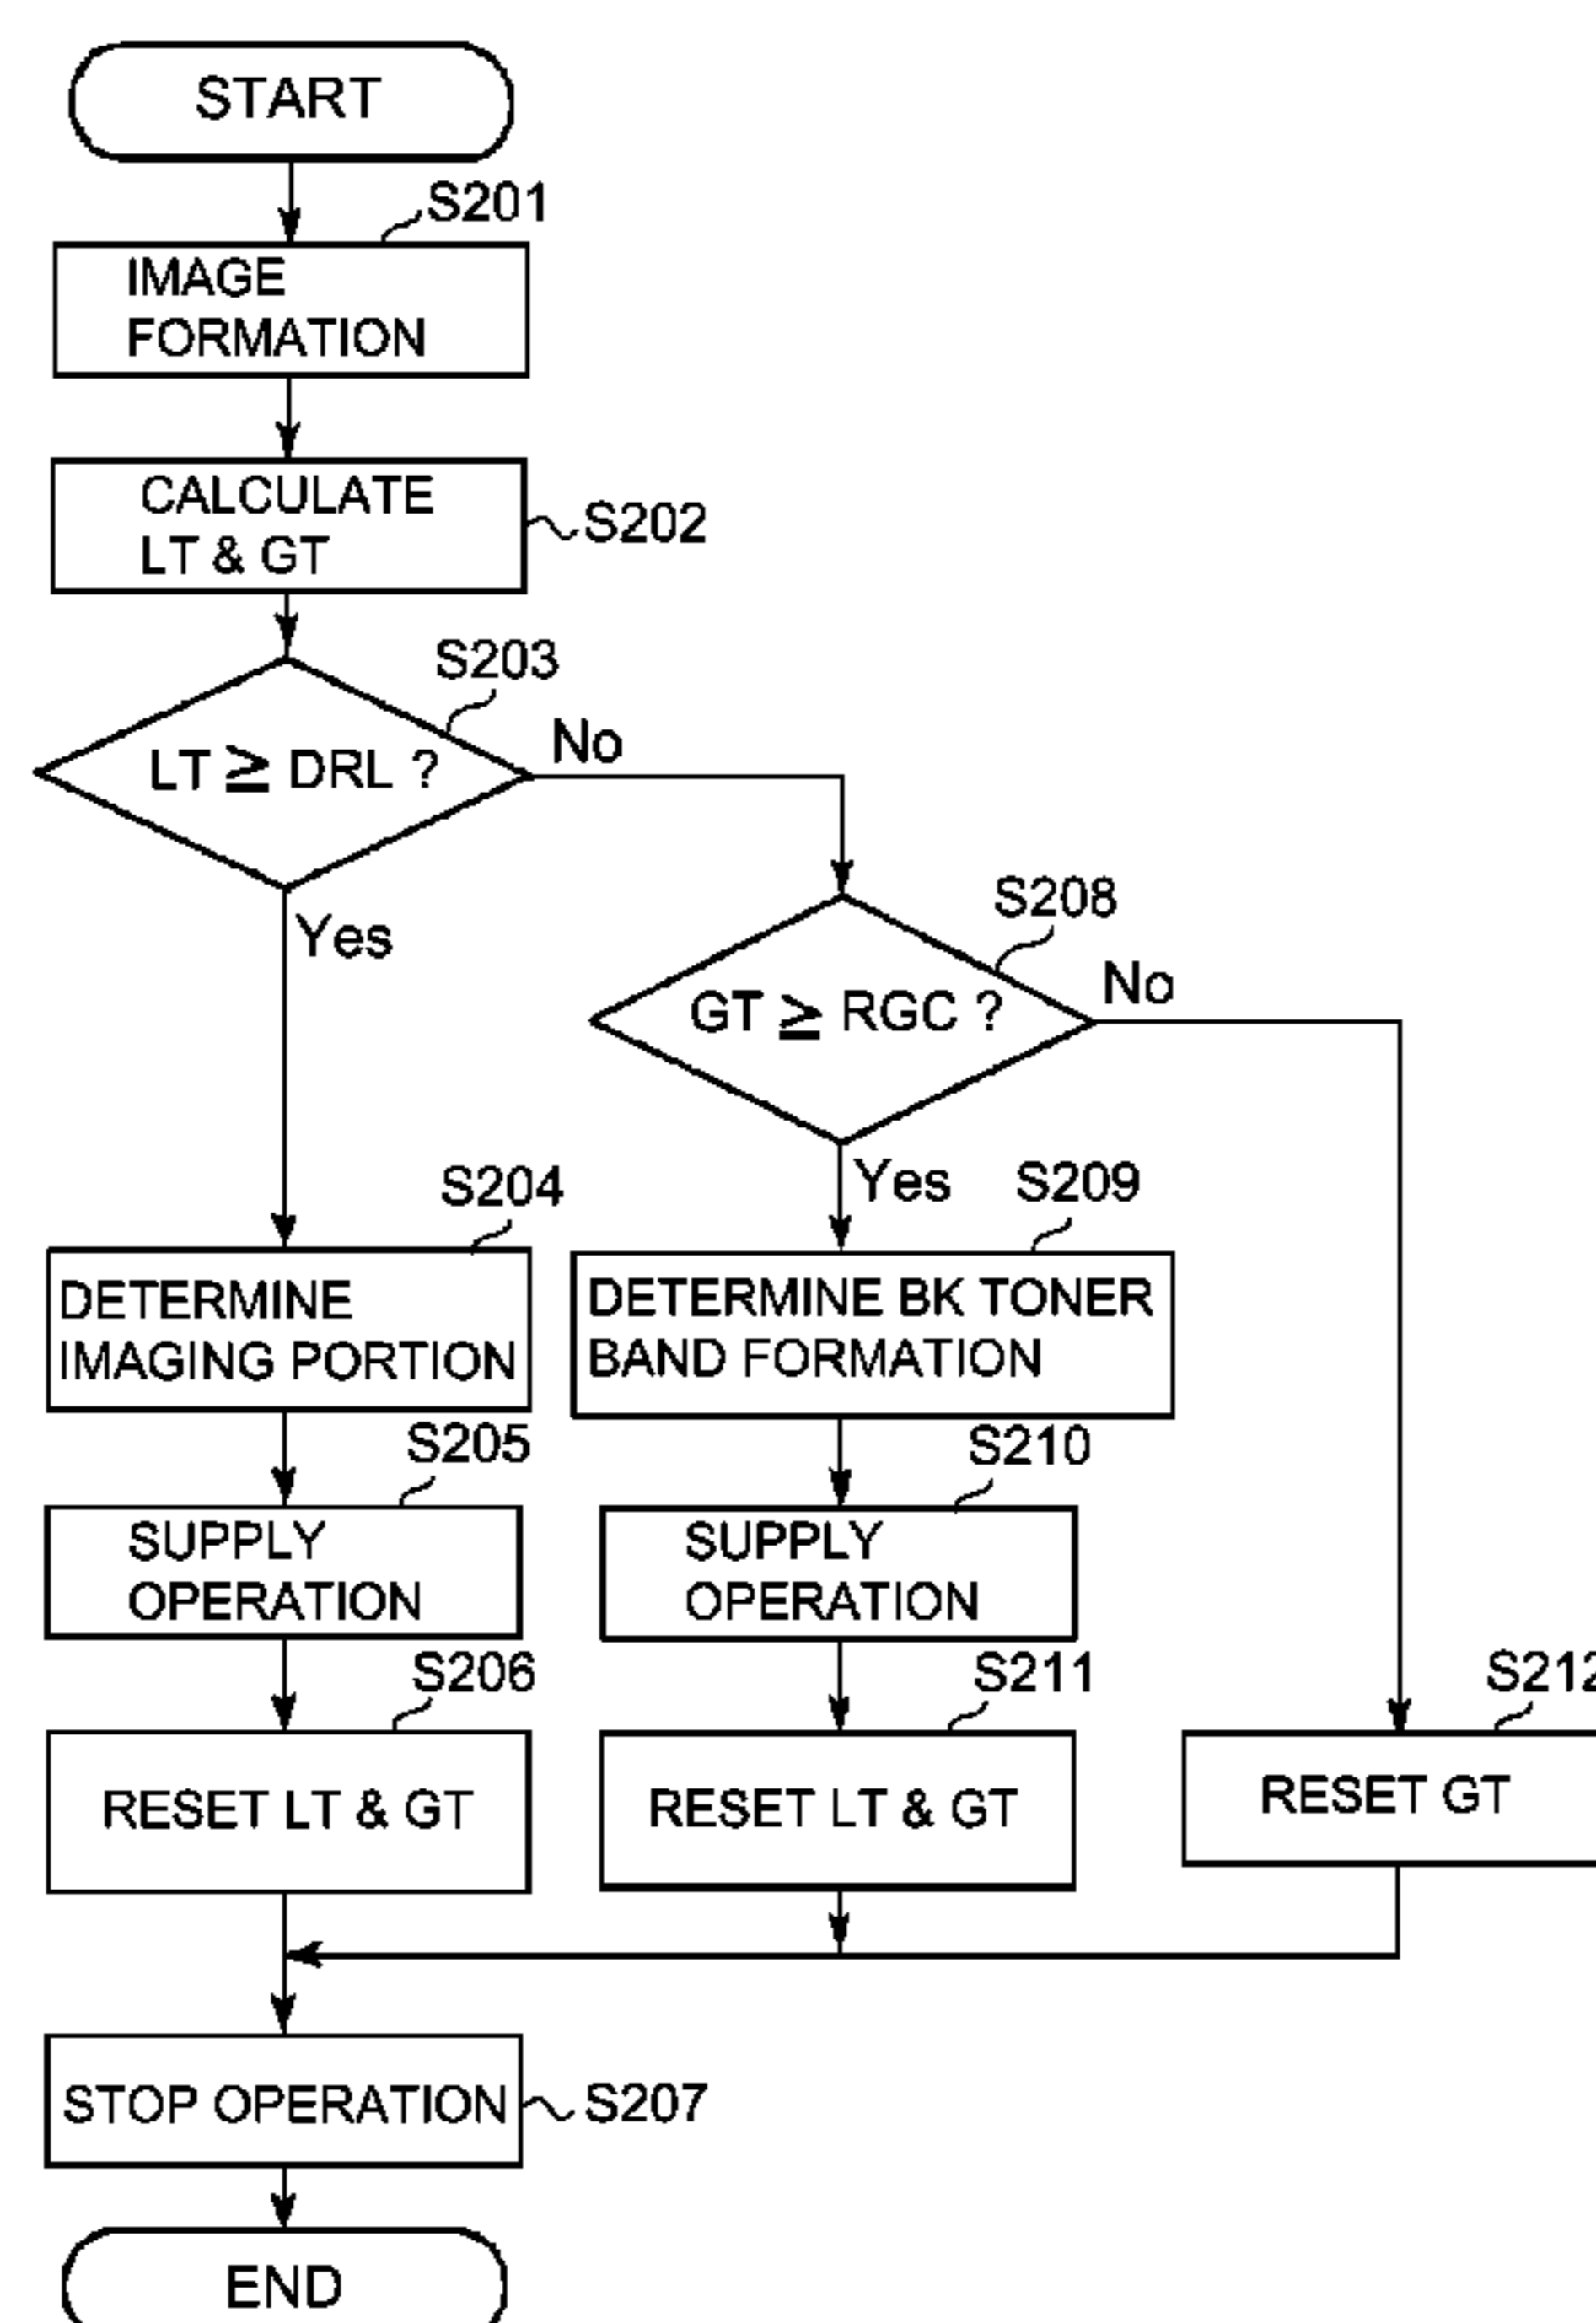 START
S201
IMAGE
FORMATION
CALCULATE
LT & GT
S202
S203
LT ≧ DRL ?
No
Yes
S208
GT ≧ RGC ?
No
Yes
S204
DETERMINE
IMAGING PORTION
S209
DETERMINE BK TONER
BAND FORMATION
S205
SUPPLY
OPERATION
S210
SUPPLY
OPERATION
S206
RESET LT & GT
S211
RESET LT & GT
S212
RESET GT
STOP OPERATION
S207
END